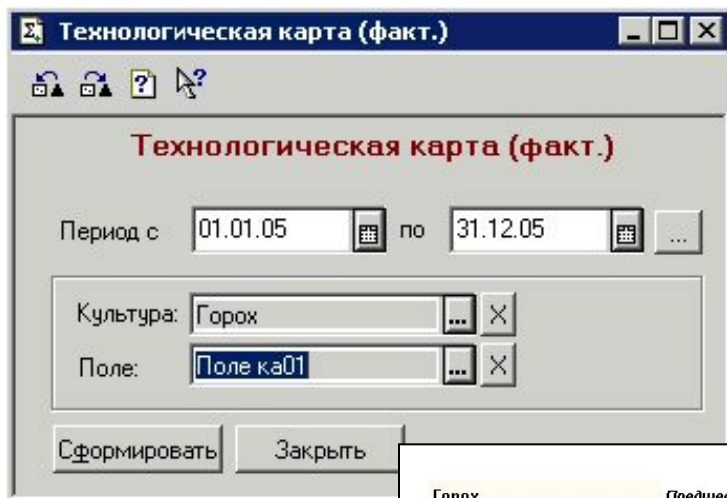 Технологическая карта (факт.)
Технологическая карта (факт.)
Период с 01.01.05 по 31.12.05 ...
Культура: Горох ... X
Поле: Поле ка01 ... X
Сформировать Закрыть
Горох